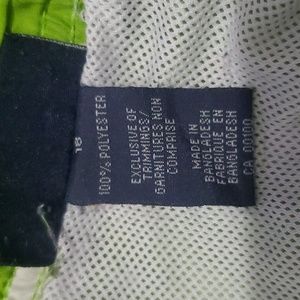 18
100% POLYESTER
EXCLUSIVE OF
TRIMMINGS/
GARNITURES NON
COMPRISE
MADE IN
BANGLADESH
FABRIQUE EN
BANGLADESH
CA 00100